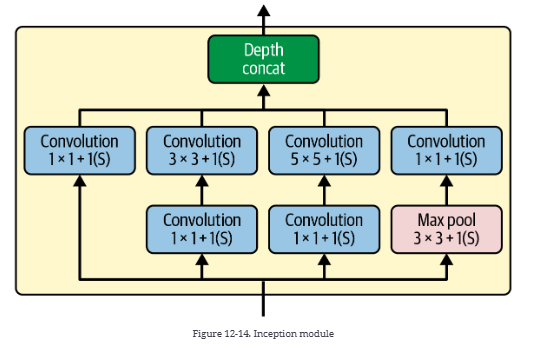 Depth
concat
Convolution
1 × 1 + 1(S)
Convolution
3 × 3 + 1(S)
Convolution
5 × 5 + 1(S)
Convolution
1 × 1 + 1(S)
Convolution
1 × 1 + 1(S)
Convolution
1 × 1 + 1(S)
Max pool
3 × 3 + 1(S)
Figure 12-14. Inception module